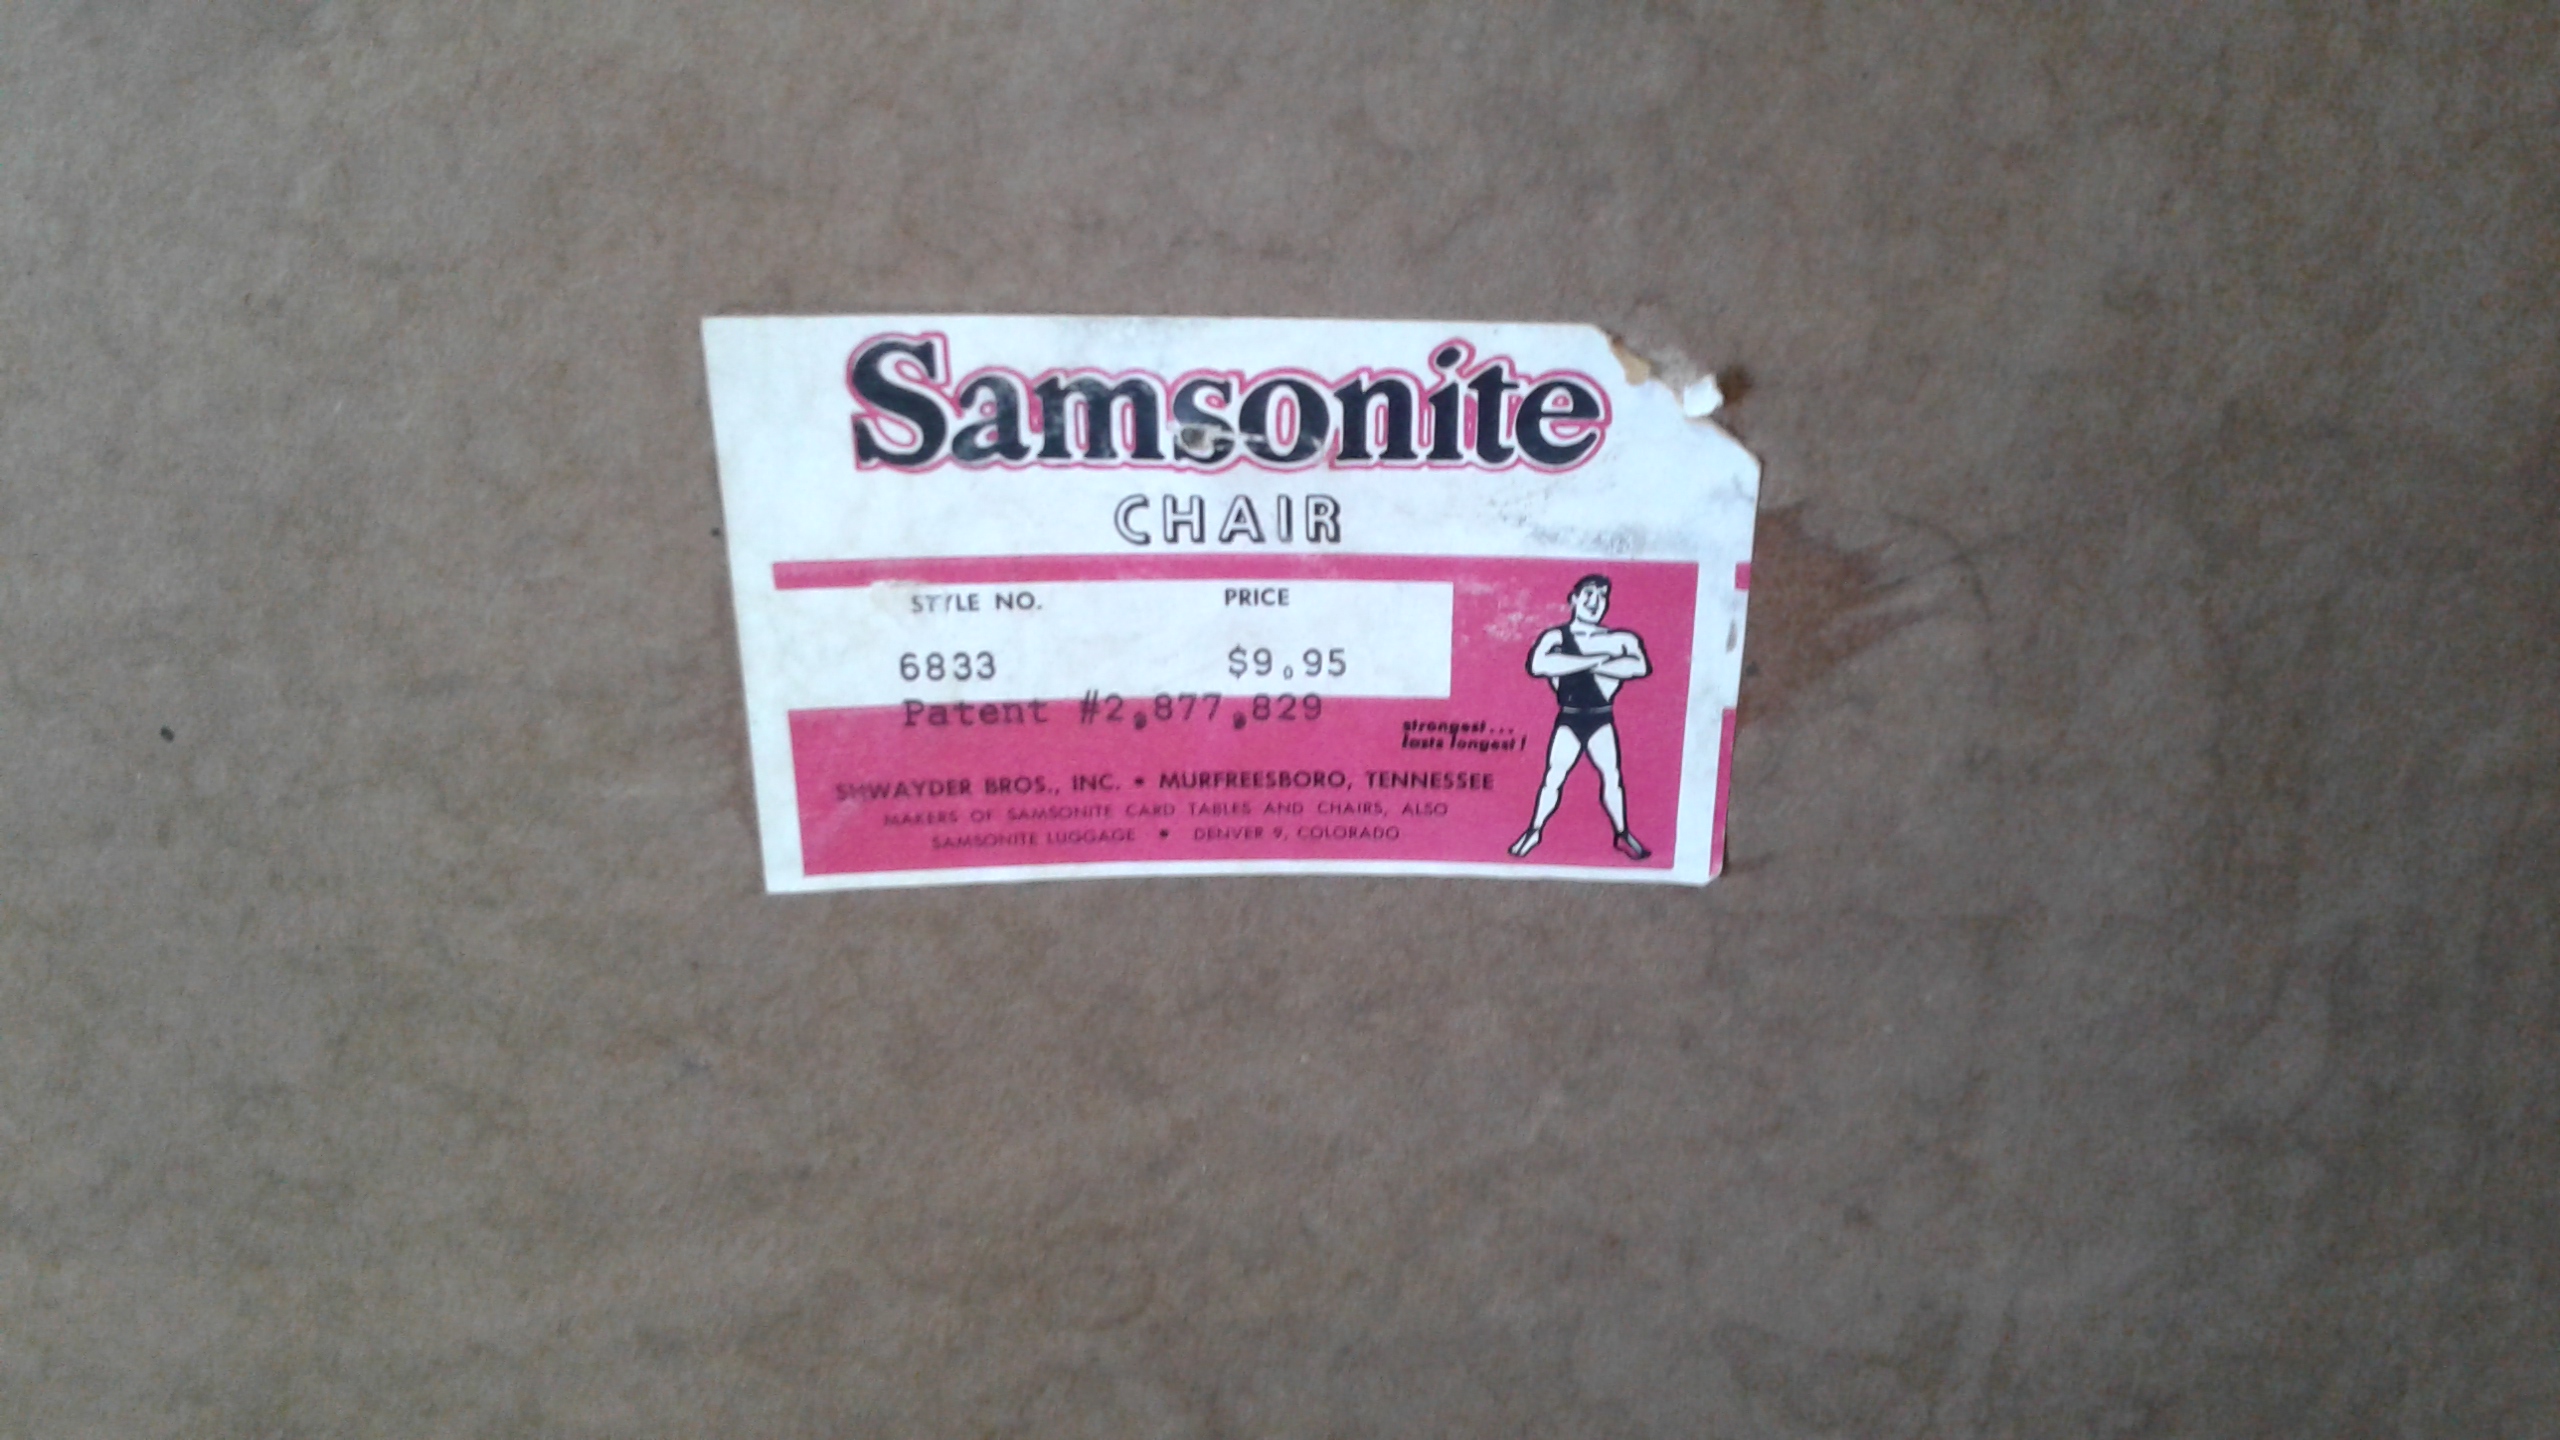 Samsonite
CHAIR
STYLE NO. PRICE
6833 $9.95
Patent #2,877,829
strongest...
lasts longest!
SHWAYDER BROS., INC. • MURFREESBORO, TENNESSEE
MAKERS OF SAMSONITE CARD TABLES AND CHAIRS, ALSO
SAMSONITE LUGGAGE • DENVER 9, COLORADO